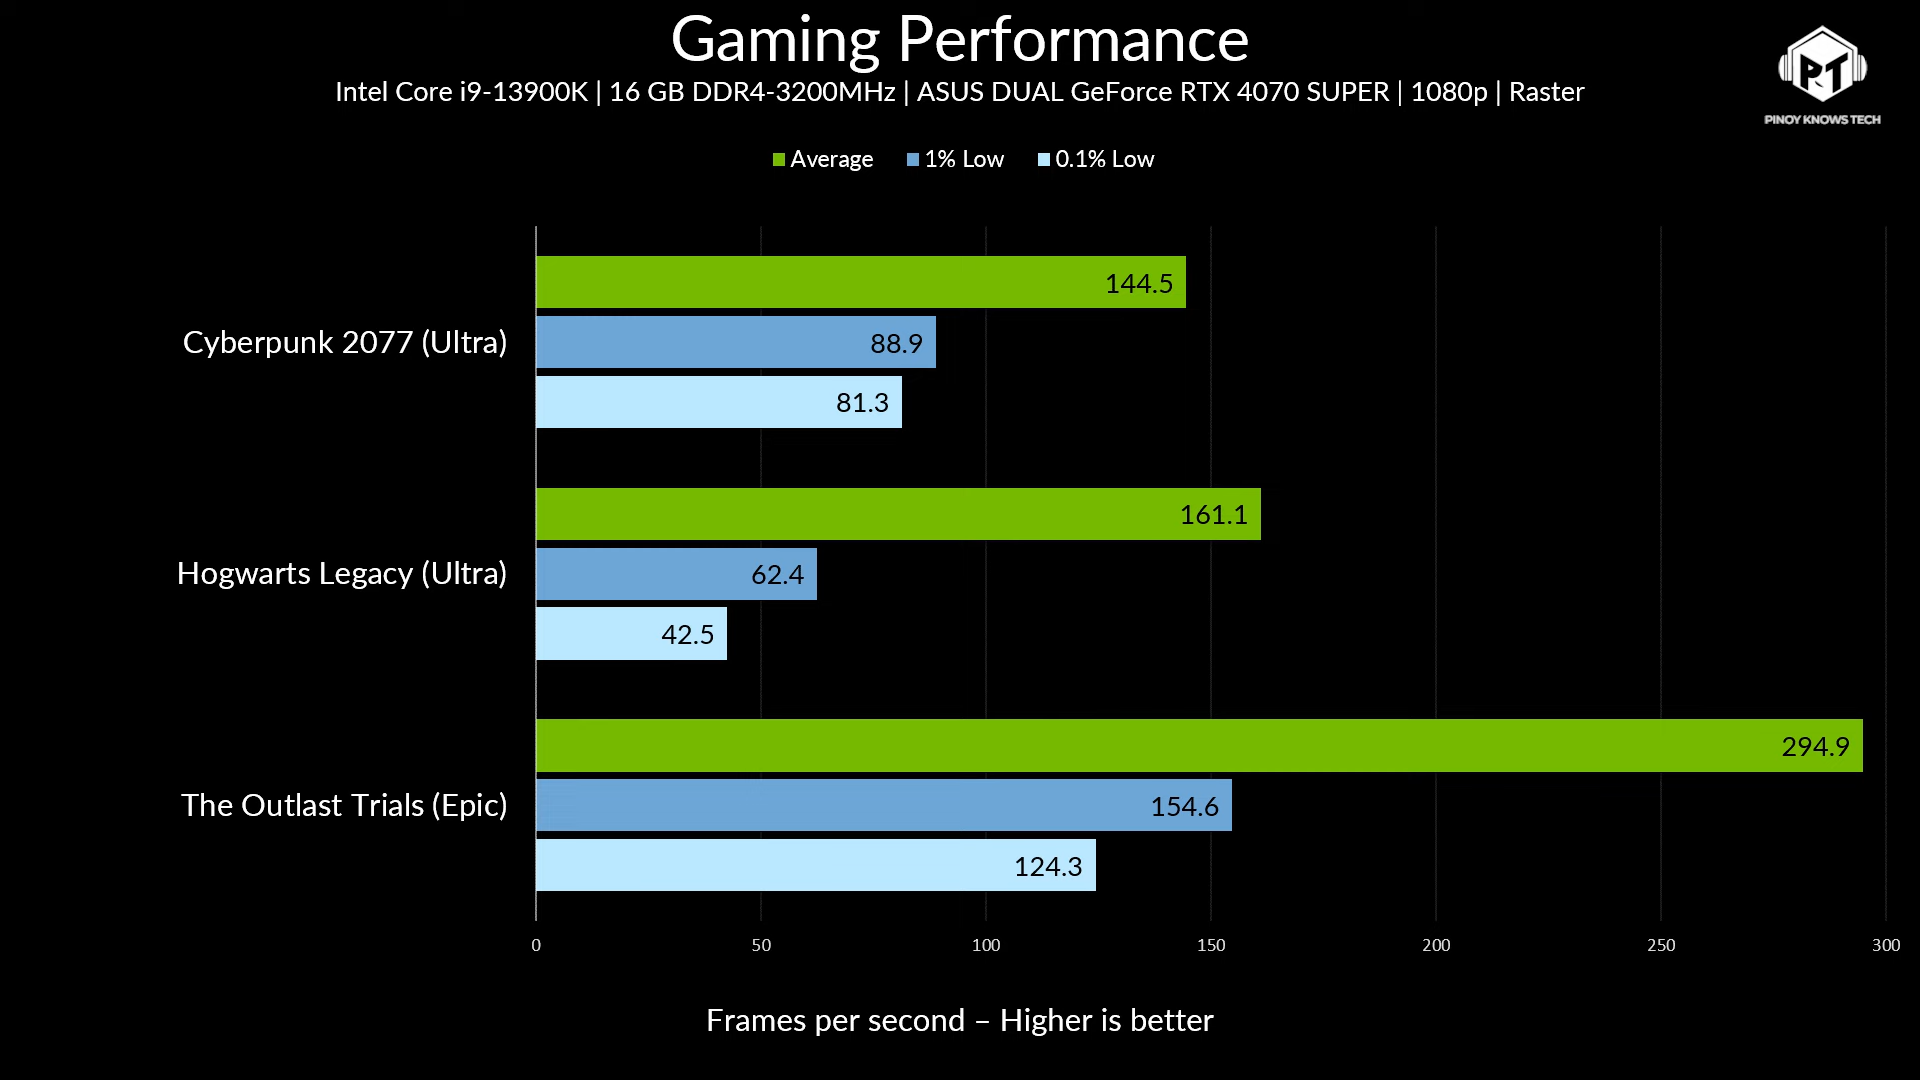 Gaming Performance
Intel Core i9-13900K | 16 GB DDR4-3200MHz | ASUS DUAL GeForce RTX 4070 SUPER | 1080p | Raster
PT
PINOY KNOWS TECH
Average 1% Low 0.1% Low
144.5
Cyberpunk 2077 (Ultra) 88.9
81.3
161.1
Hogwarts Legacy (Ultra) 62.4
42.5
294.9
The Outlast Trials (Epic) 154.6
124.3
0 50 100 150 200 250 300
Frames per second – Higher is better